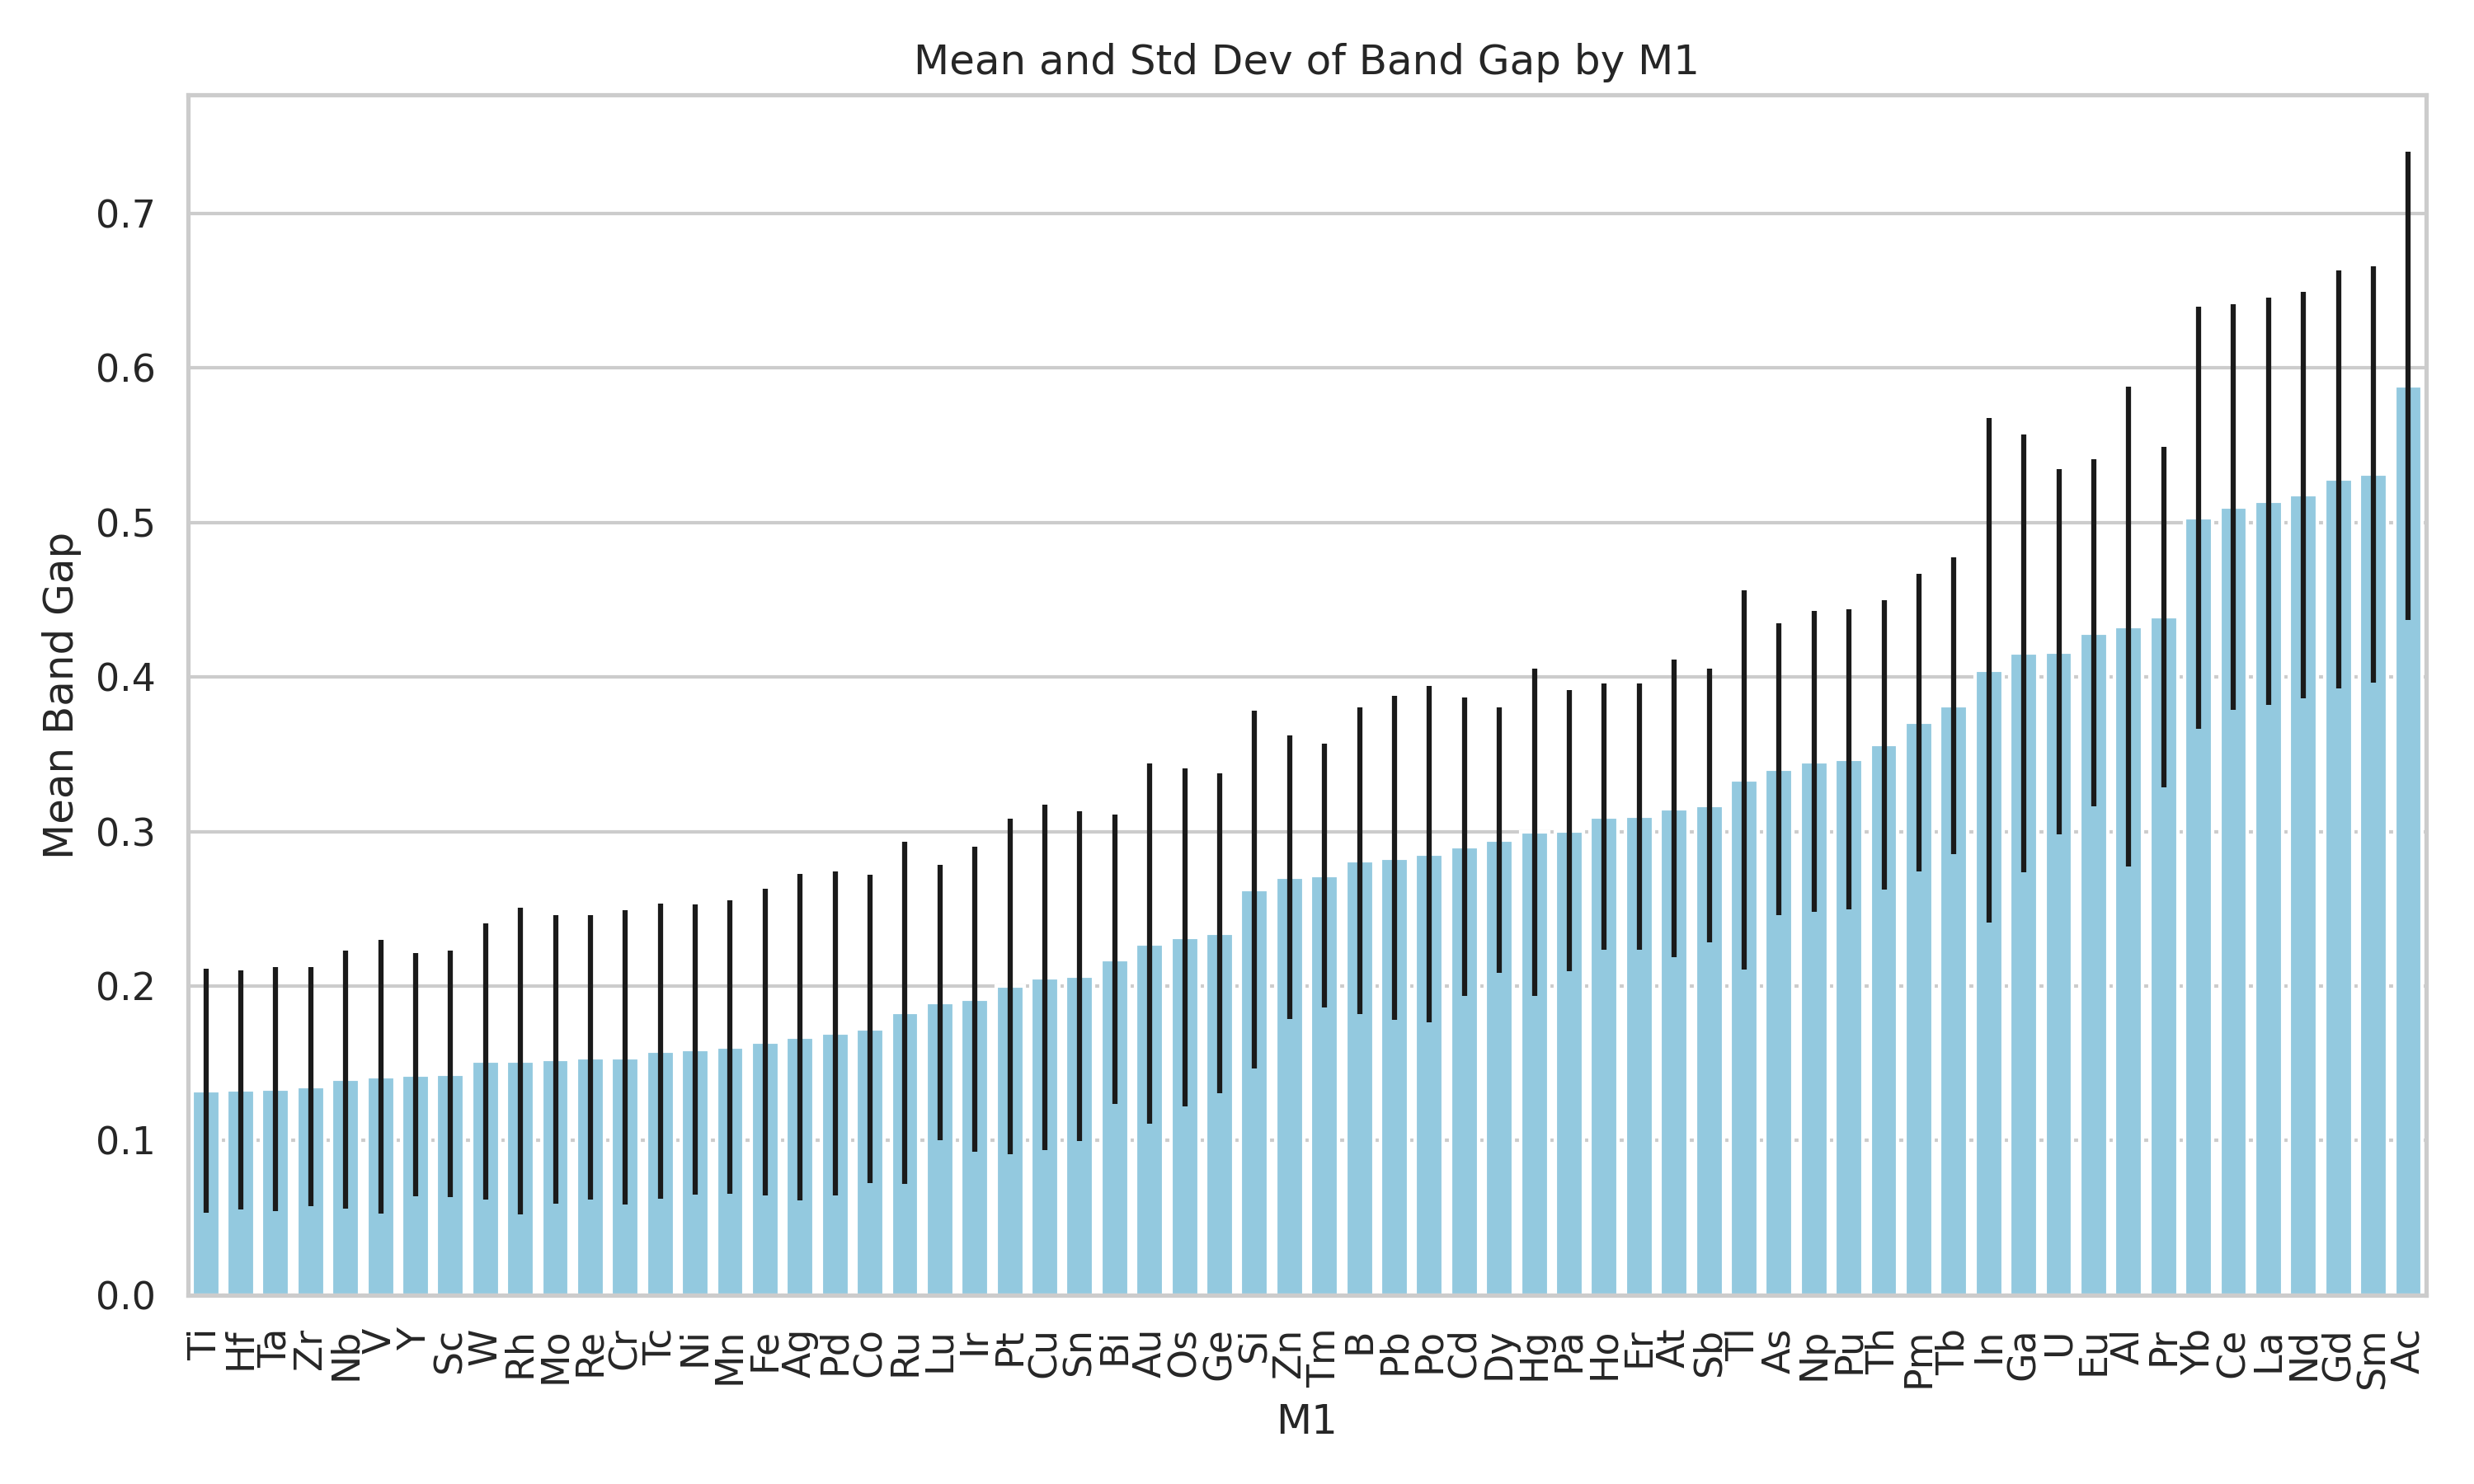 Mean and Std Dev of Band Gap by M1
Mean Band Gap
0.7
0.6
0.5
0.4
0.3
0.2
0.1
0.0
Ti Hf Ta Zr Nb V Y Sc W Rh Mo Re Cr Tc Ni Mn Fe Ag Pd Co Ru Lu Ir Pt Cu Sn Bi Au Os Ge Si Zn Tm B Pb Po Cd Dy Hg Pa Ho Er At Sb Tl As Np Pu Th Pm Tb In Ga U Eu Al Pr Yb Ce La Nd Gd Sm Ac
M1